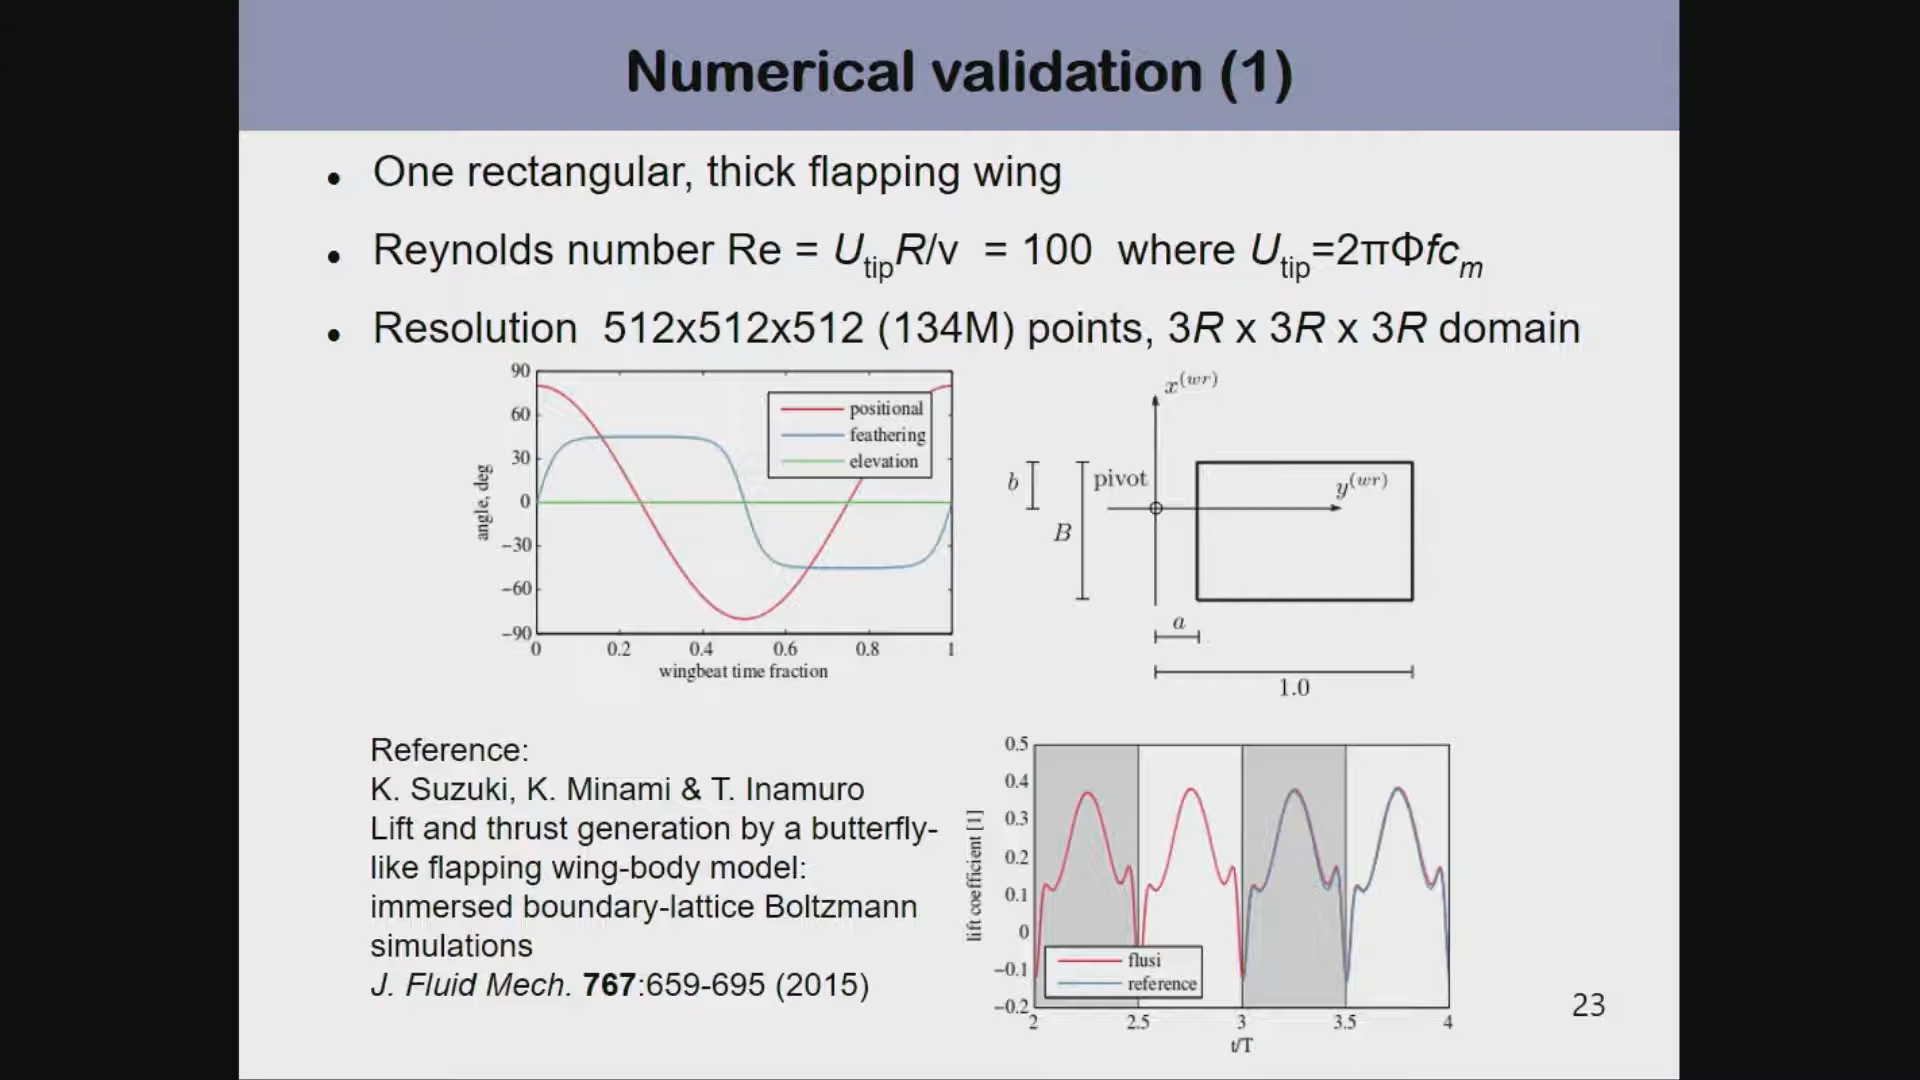 Numerical validation (1)
• One rectangular, thick flapping wing
• Reynolds number Re = U_tip R/ν = 100 where U_tip=2πΦfc_m
• Resolution 512x512x512 (134M) points, 3R x 3R x 3R domain
90
60
30
0
−30
−60
−90
angle, deg
positional
feathering
elevation
0 0.2 0.4 0.6 0.8 1
wingbeat time fraction
x^(wr)
b
pivot
y^(wr)
B
a
1.0
Reference:
K. Suzuki, K. Minami & T. Inamuro
Lift and thrust generation by a butterfly-
like flapping wing-body model:
immersed boundary-lattice Boltzmann
simulations
J. Fluid Mech. 767:659-695 (2015)
0.5
0.4
0.3
0.2
0.1
0
−0.1
−0.2
lift coefficient [1]
flusi
reference
2 2.5 3 3.5 4
t/T
23